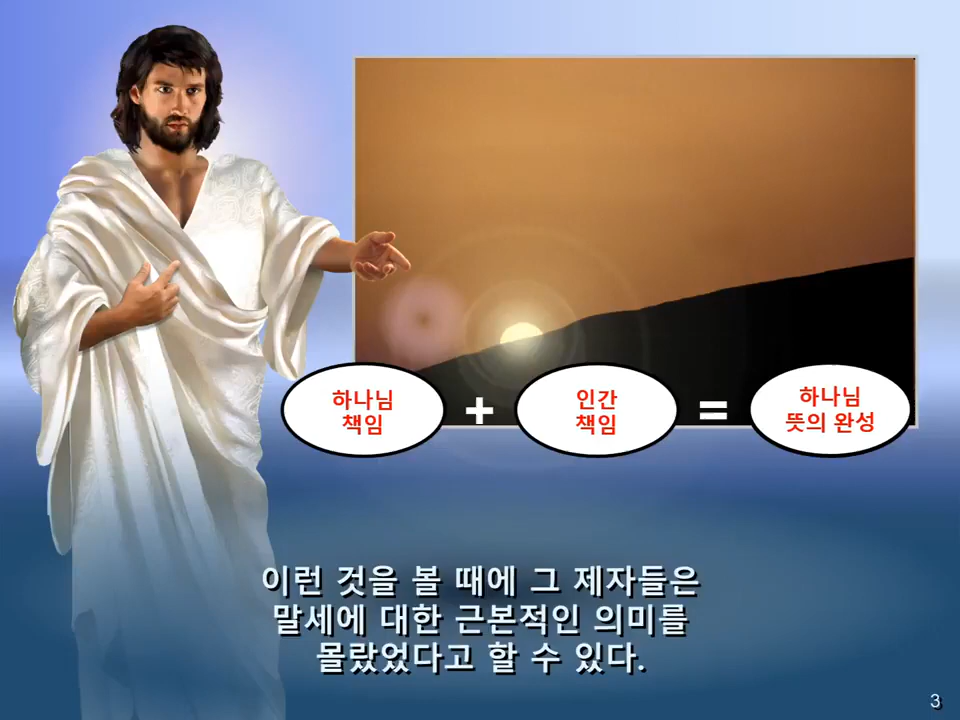 하나님
책임
+
인간
책임
=
하나님
뜻의 완성
이런 것을 볼 때에 그 제자들은
말세에 대한 근본적인 의미를
몰랐었다고 할 수 있다.
3